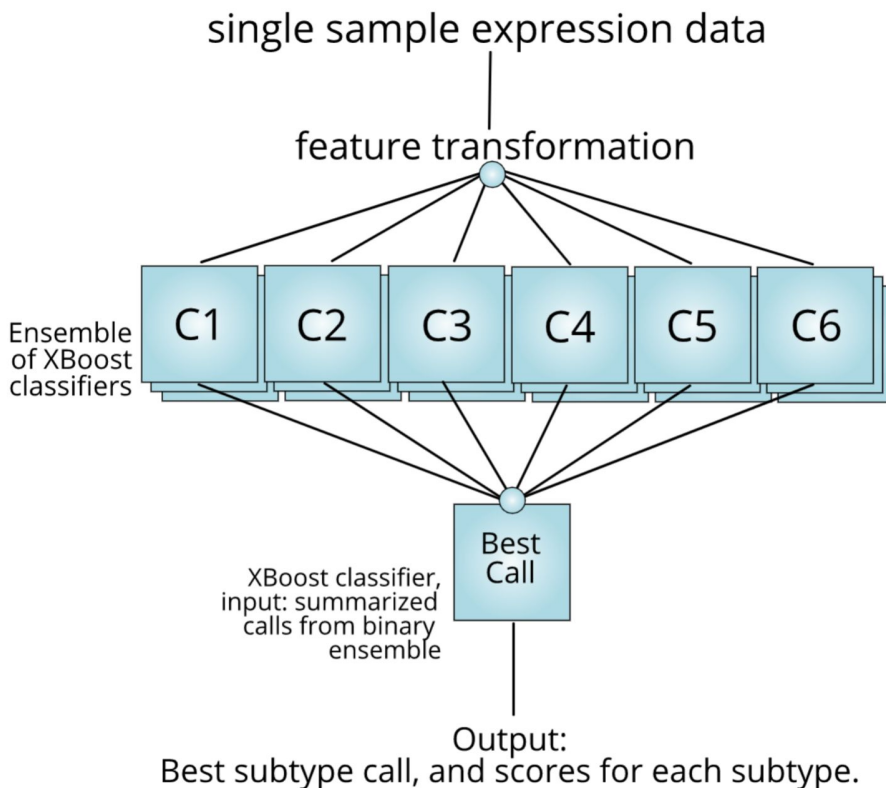 single sample expression data
feature transformation
C1 C2 C3 C4 C5 C6
Ensemble
of XBoost
classifiers
Best
Call
XBoost classifier,
input: summarized
calls from binary
ensemble
Output:
Best subtype call, and scores for each subtype.